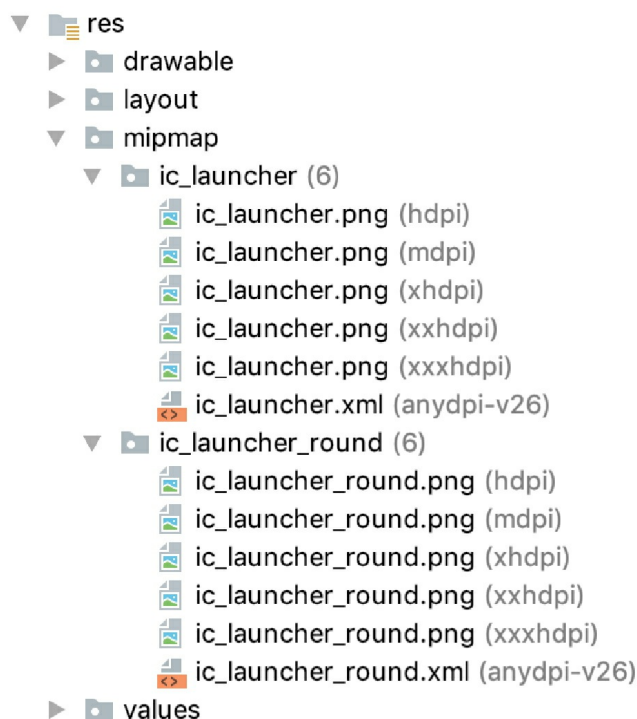 res
drawable
layout
mipmap
ic_launcher (6)
ic_launcher.png (hdpi)
ic_launcher.png (mdpi)
ic_launcher.png (xhdpi)
ic_launcher.png (xxhdpi)
ic_launcher.png (xxxhdpi)
ic_launcher.xml (anydpi-v26)
ic_launcher_round (6)
ic_launcher_round.png (hdpi)
ic_launcher_round.png (mdpi)
ic_launcher_round.png (xhdpi)
ic_launcher_round.png (xxhdpi)
ic_launcher_round.png (xxxhdpi)
ic_launcher_round.xml (anydpi-v26)
values